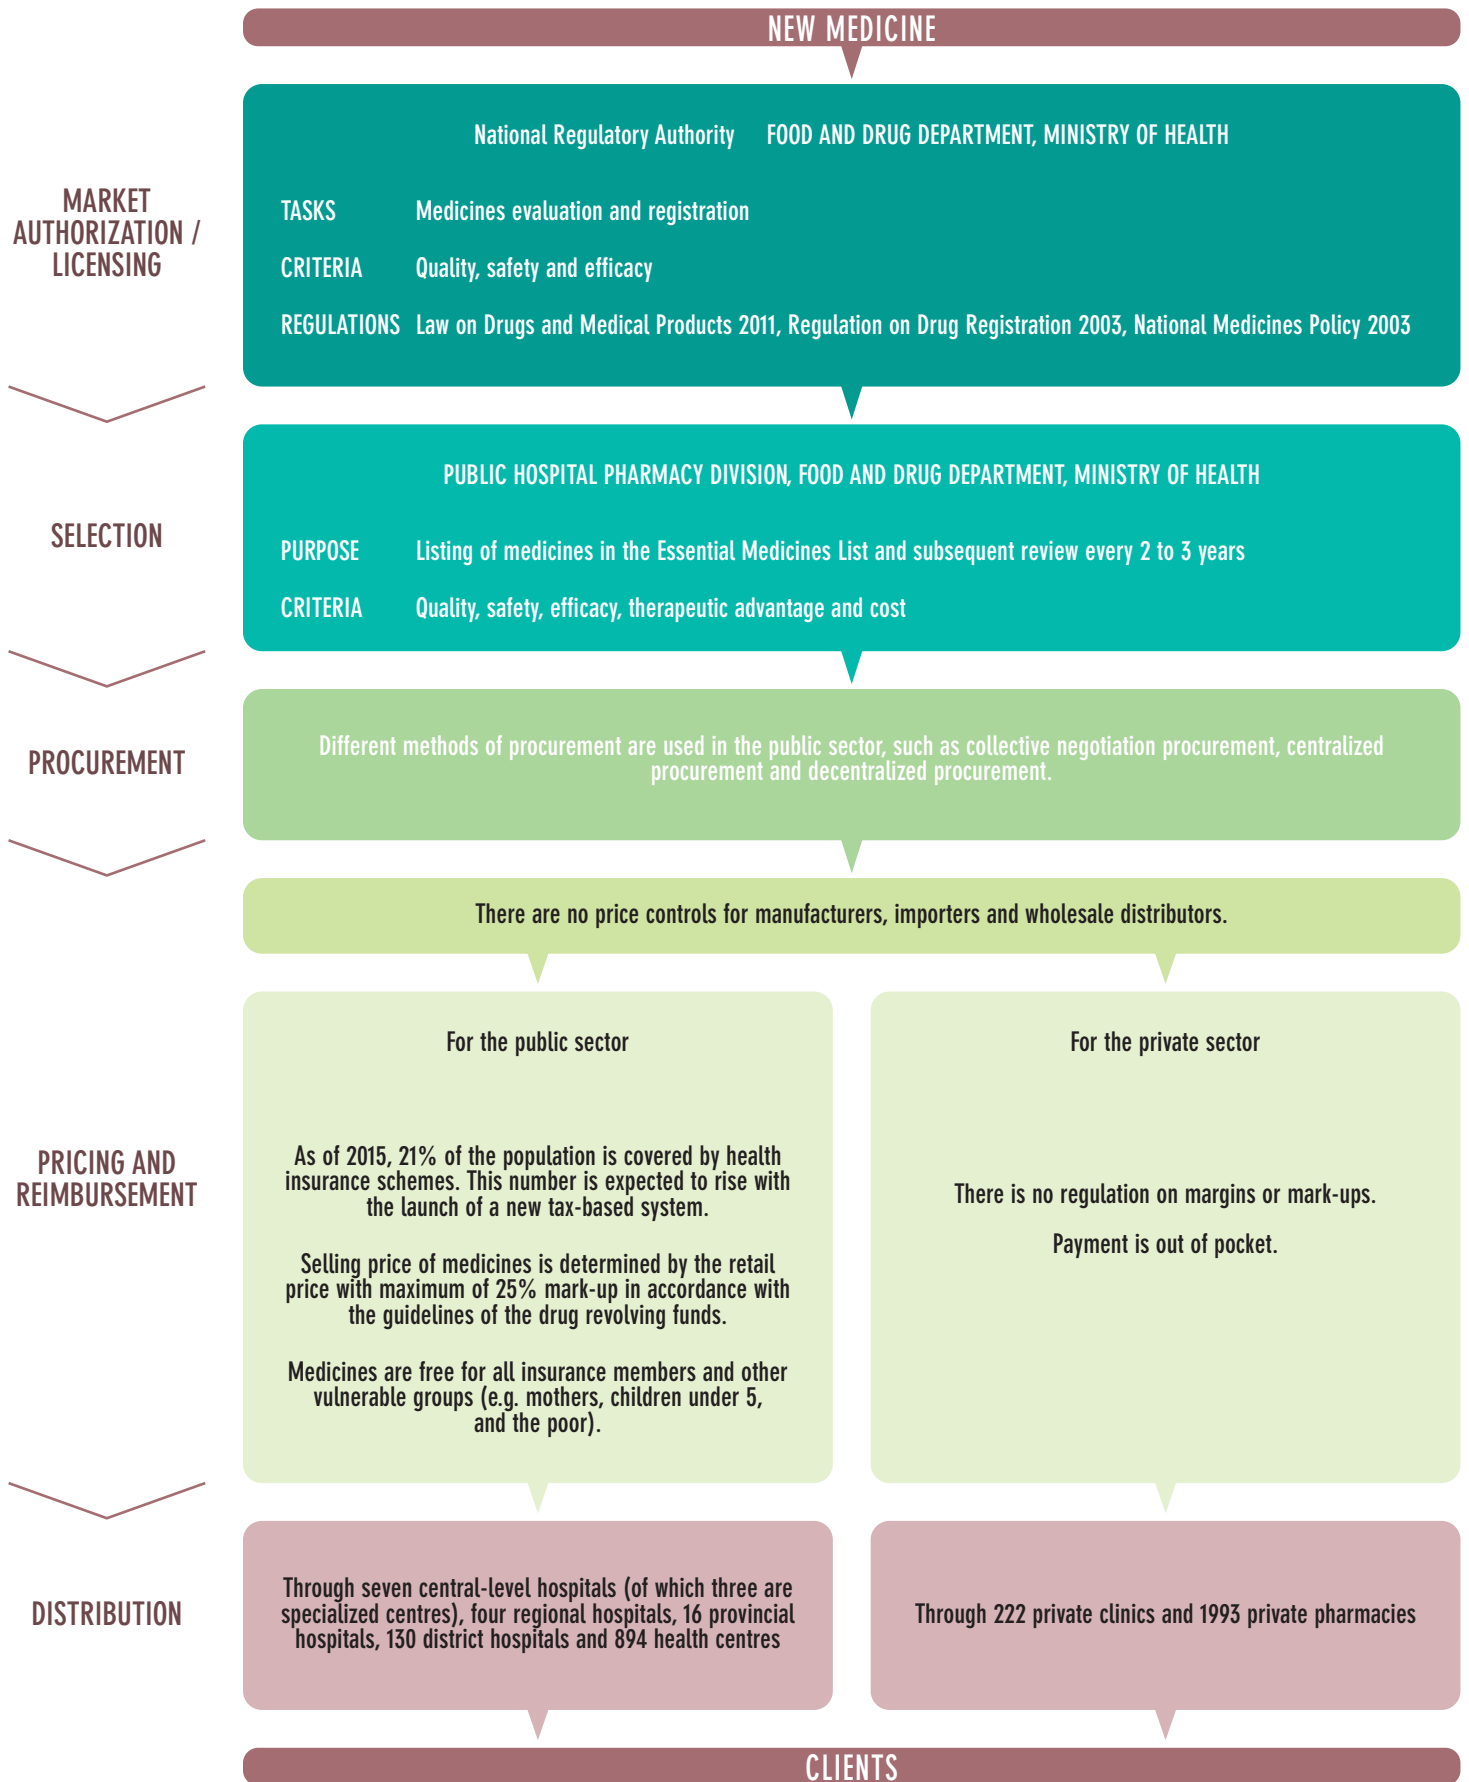 NEW MEDICINE
MARKET
AUTHORIZATION /
LICENSING
National Regulatory Authority FOOD AND DRUG DEPARTMENT, MINISTRY OF HEALTH
TASKS Medicines evaluation and registration
CRITERIA Quality, safety and efficacy
REGULATIONS Law on Drugs and Medical Products 2011, Regulation on Drug Registration 2003, National Medicines Policy 2003
SELECTION
PUBLIC HOSPITAL PHARMACY DIVISION, FOOD AND DRUG DEPARTMENT, MINISTRY OF HEALTH
PURPOSE Listing of medicines in the Essential Medicines List and subsequent review every 2 to 3 years
CRITERIA Quality, safety, efficacy, therapeutic advantage and cost
PROCUREMENT
Different methods of procurement are used in the public sector, such as collective negotiation procurement, centralized
procurement and decentralized procurement.
PRICING AND
REIMBURSEMENT
There are no price controls for manufacturers, importers and wholesale distributors.
For the public sector
As of 2015, 21% of the population is covered by health
insurance schemes. This number is expected to rise with
the launch of a new tax-based system.
Selling price of medicines is determined by the retail
price with maximum of 25% mark-up in accordance with
the guidelines of the drug revolving funds.
Medicines are free for all insurance members and other
vulnerable groups (e.g. mothers, children under 5,
and the poor).
For the private sector
There is no regulation on margins or mark-ups.
Payment is out of pocket.
DISTRIBUTION
Through seven central-level hospitals (of which three are
specialized centres), four regional hospitals, 16 provincial
hospitals, 130 district hospitals and 894 health centres
Through 222 private clinics and 1993 private pharmacies
CLIENTS